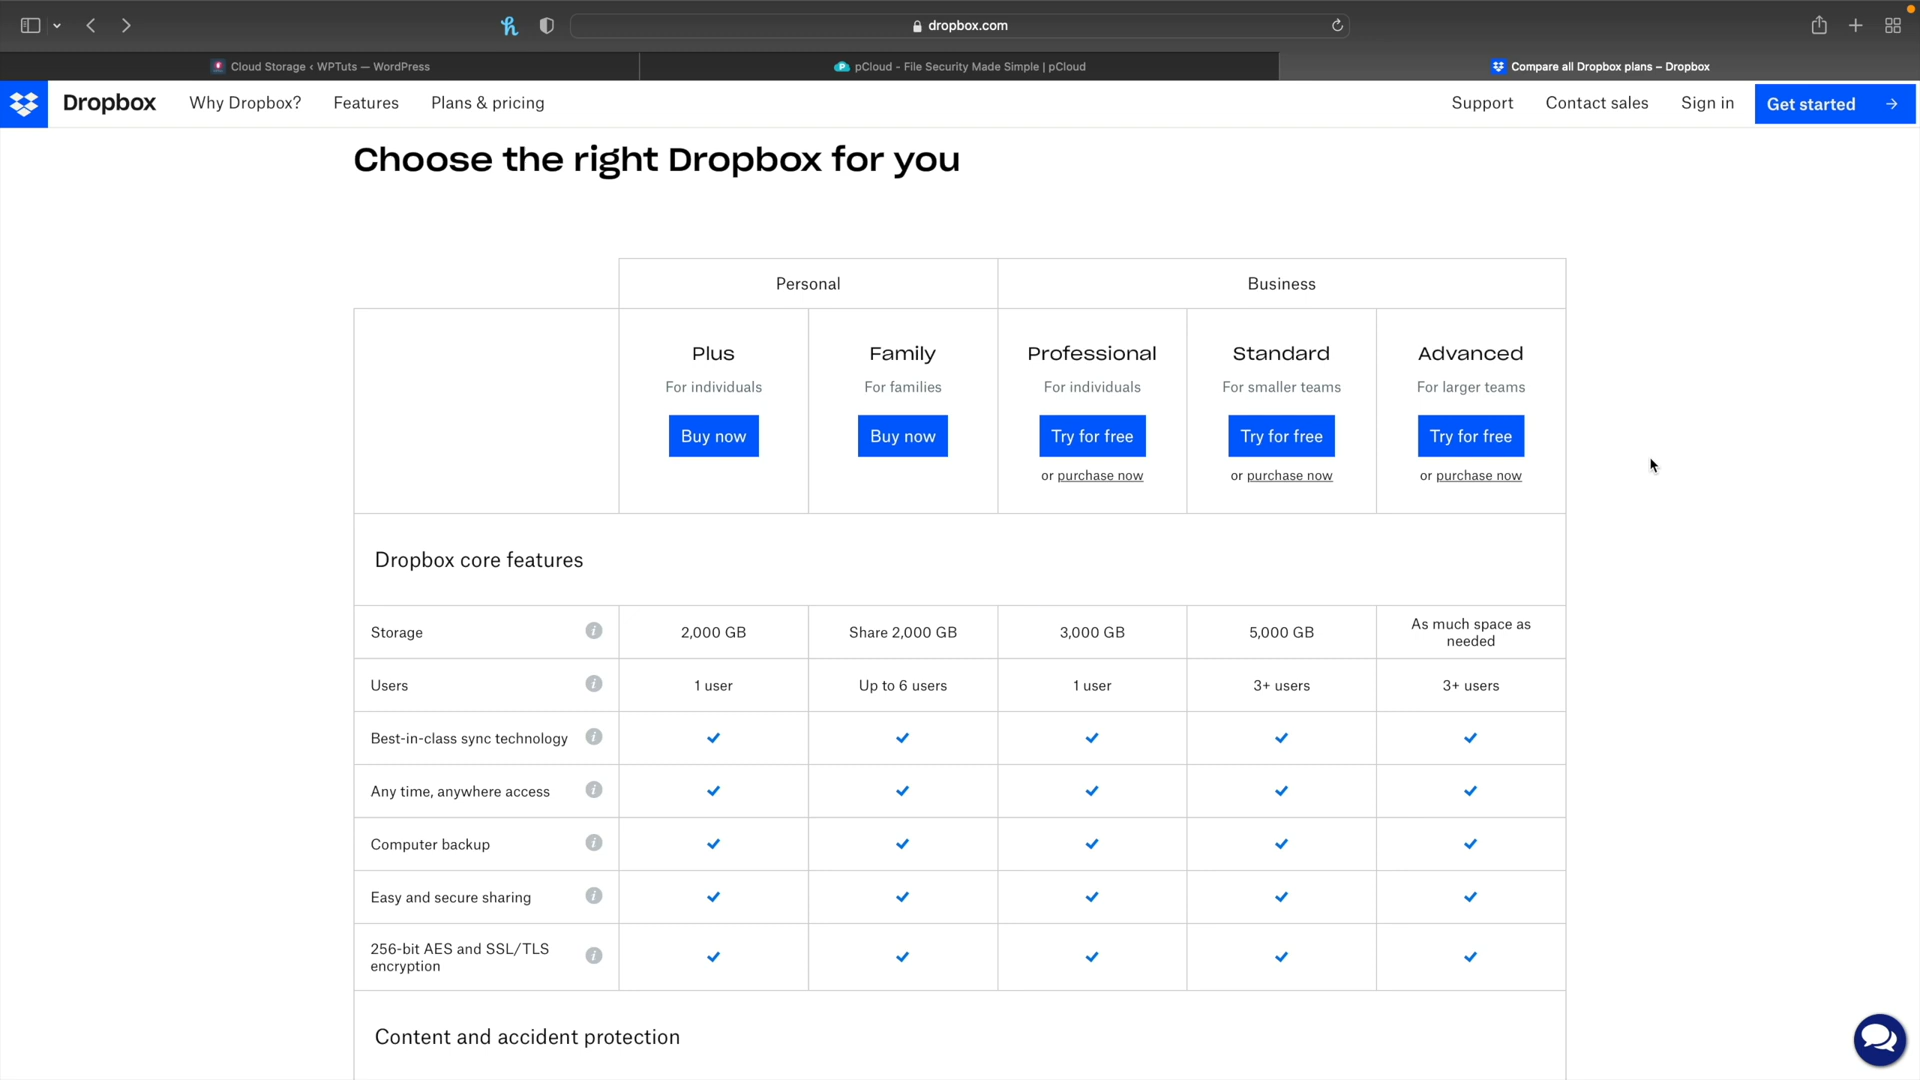 dropbox.com
Cloud Storage ‹ WPTuts — WordPress
pCloud - File Security Made Simple | pCloud
Compare all Dropbox plans – Dropbox
Dropbox
Why Dropbox?
Features
Plans & pricing
Support
Contact sales
Sign in
Get started →
Choose the right Dropbox for you
Personal
Business
Plus
Family
Professional
Standard
Advanced
For individuals
For families
For individuals
For smaller teams
For larger teams
Buy now
Buy now
Try for free
Try for free
Try for free
or purchase now
or purchase now
or purchase now
Dropbox core features
Storage
2,000 GB
Share 2,000 GB
3,000 GB
5,000 GB
As much space as
needed
Users
1 user
Up to 6 users
1 user
3+ users
3+ users
Best-in-class sync technology
Any time, anywhere access
Computer backup
Easy and secure sharing
256-bit AES and SSL/TLS
encryption
Content and accident protection